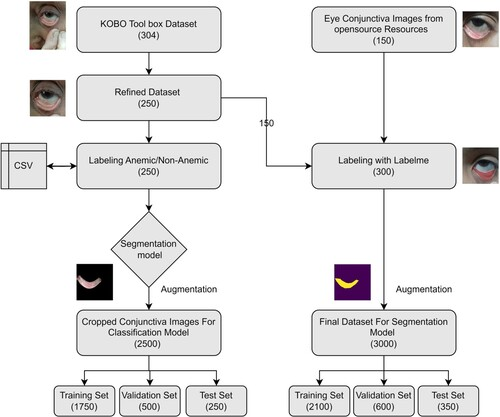 KOBO Tool box Dataset
(304)
Eye Conjunctiva Images from
opensource Resources
(150)
Refined Dataset
(250)
150
CSV
Labeling Anemic/Non-Anemic
(250)
Labeling with Labelme
(300)
Segmentation
model
Augmentation
Augmentation
Cropped Conjunctiva Images For
Classification Model
(2500)
Final Dataset For Segmentation
Model
(3000)
Training Set
(1750)
Validation Set
(500)
Test Set
(250)
Training Set
(2100)
Validation Set
(600)
Test Set
(350)